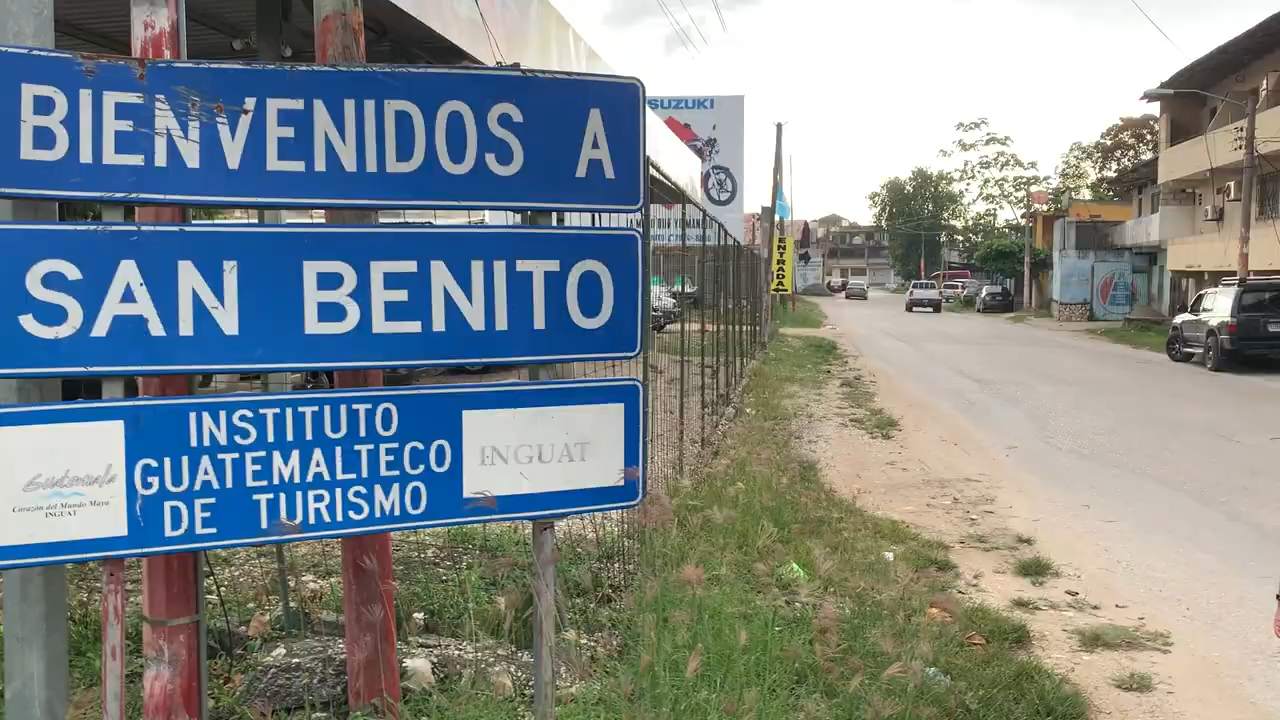 BIENVENIDOS A
SAN BENITO
INSTITUTO
GUATEMALTECO
DE TURISMO
Guatemala
Corazón del Mundo Maya
INGUAT
INGUAT
SUZUKI
ENTRADA